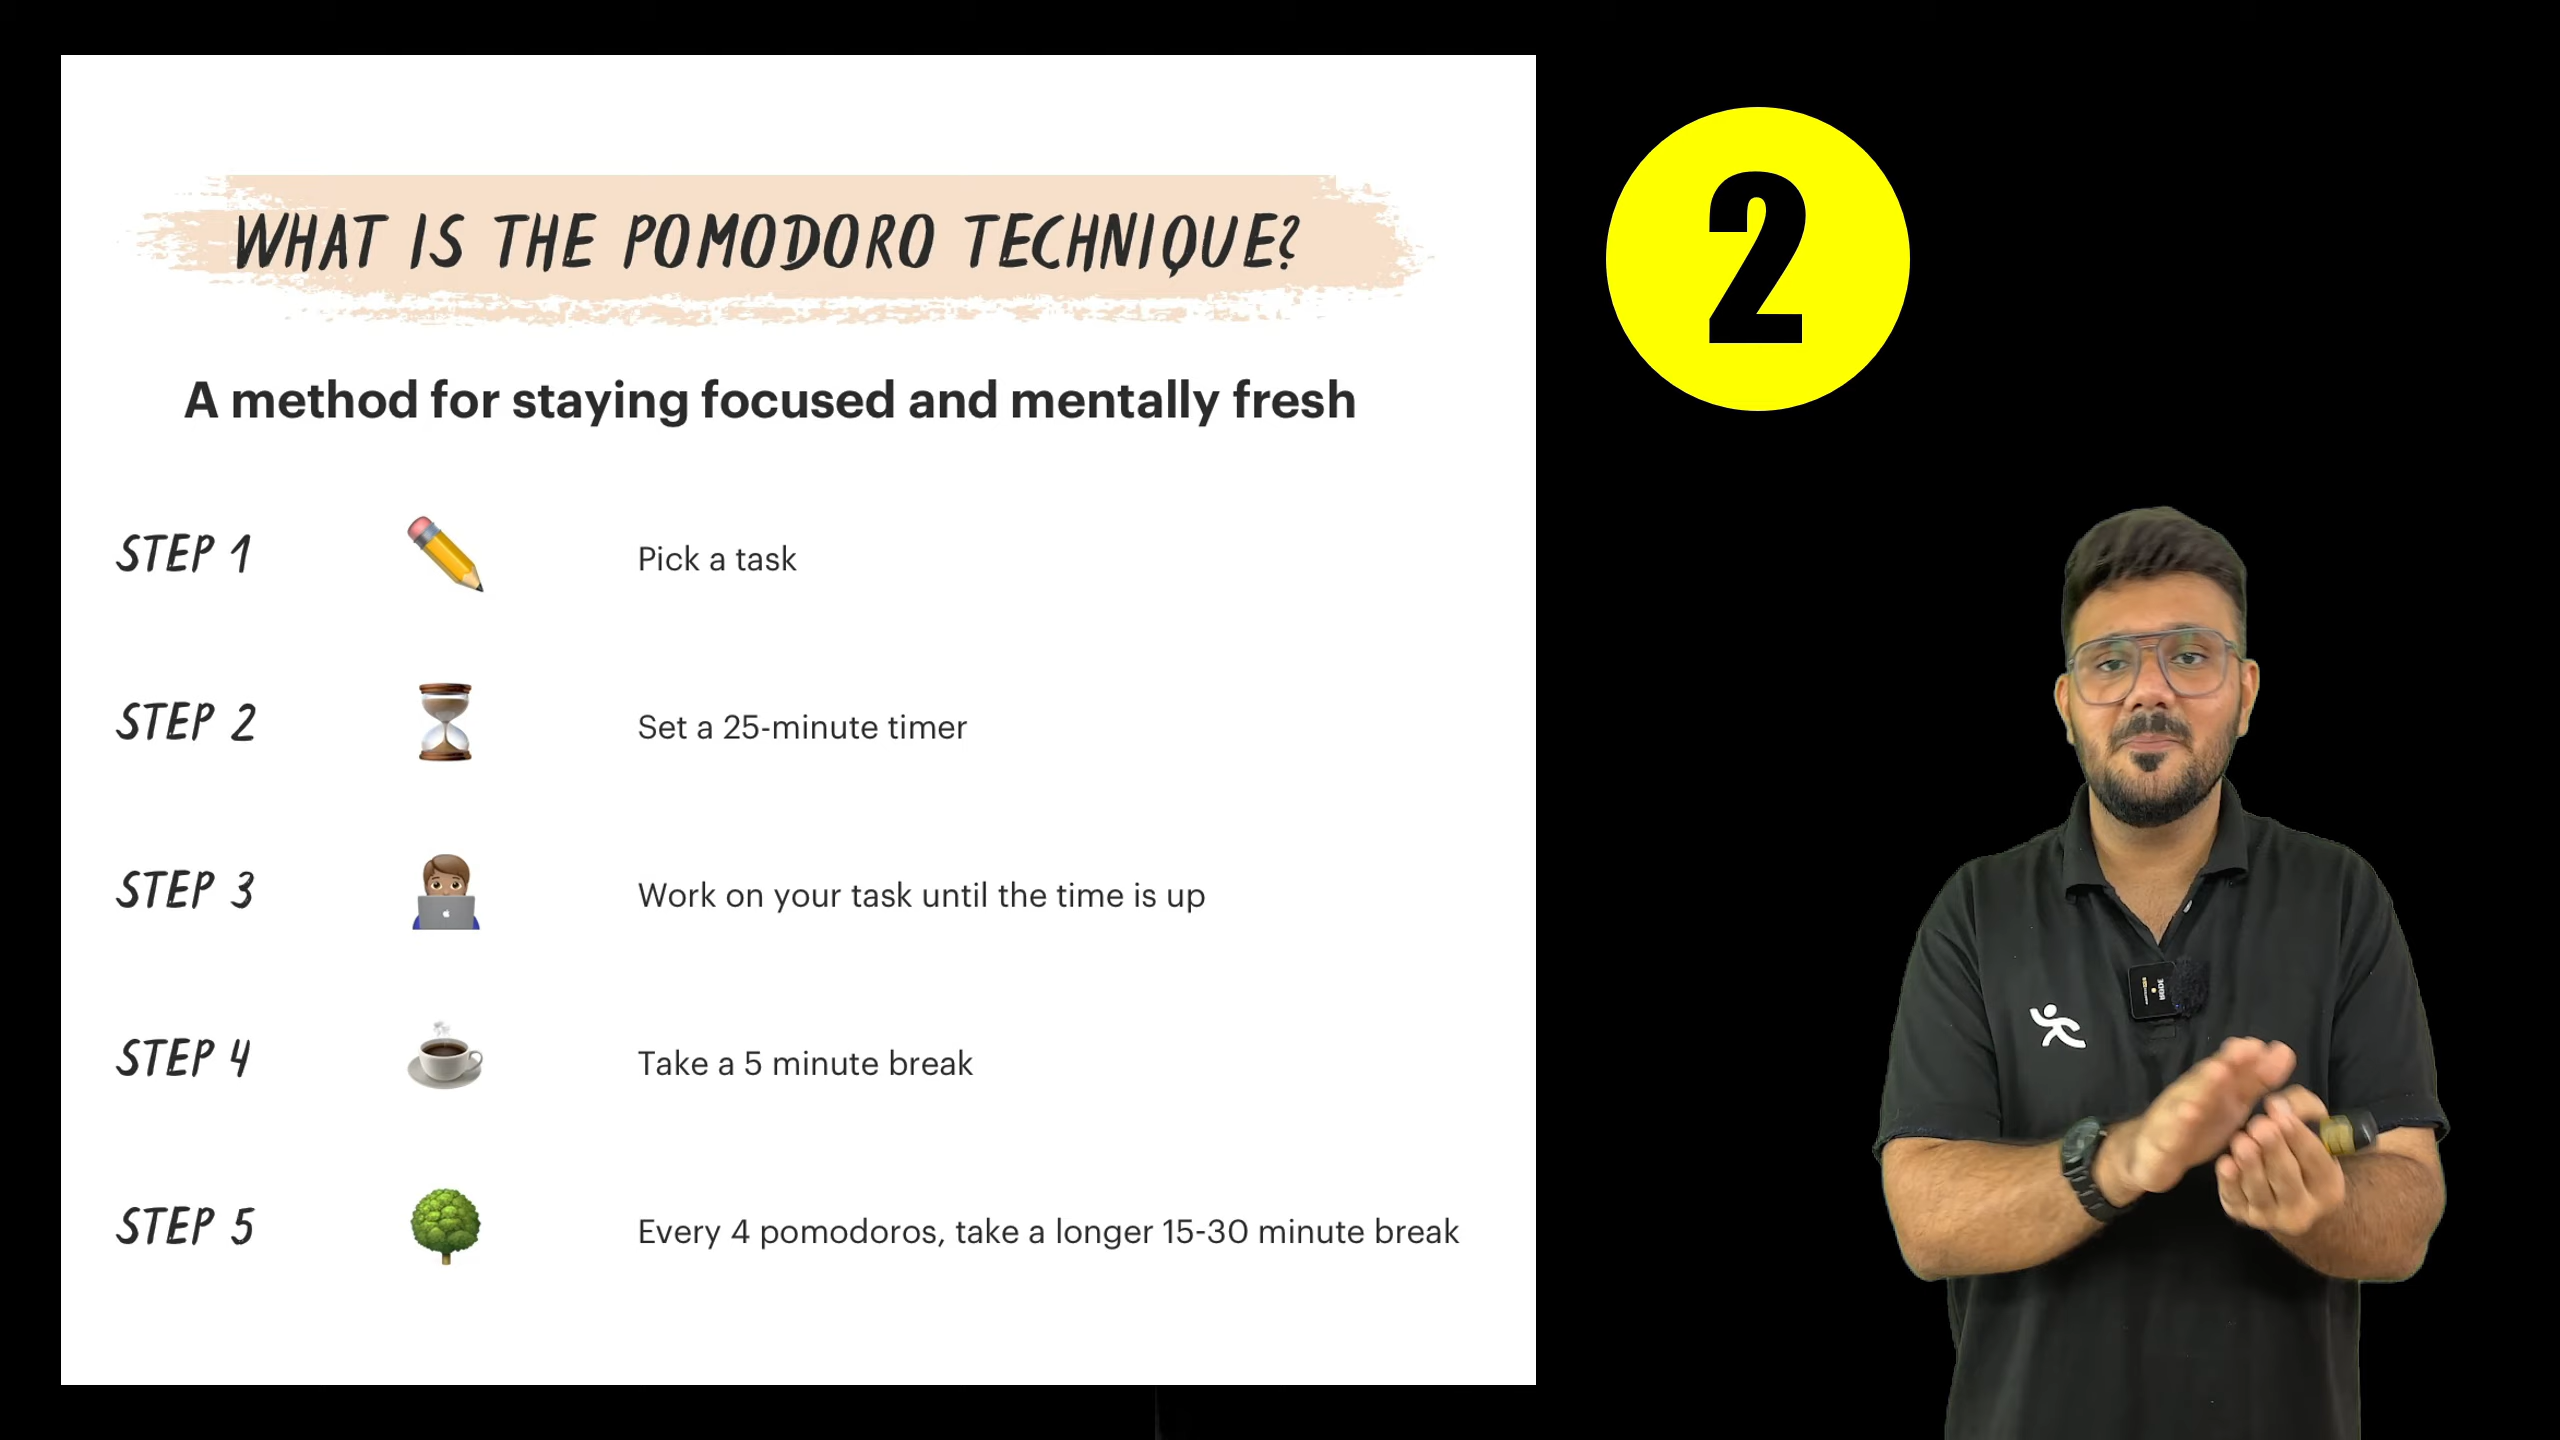 WHAT IS THE POMODORO TECHNIQUE?
A method for staying focused and mentally fresh
STEP 1 Pick a task
STEP 2 Set a 25-minute timer
STEP 3 Work on your task until the time is up
STEP 4 Take a 5 minute break
STEP 5 Every 4 pomodoros, take a longer 15-30 minute break
2